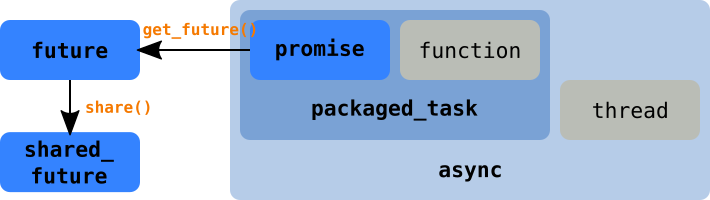 get_future()
future
promise
function
share()
packaged_task
thread
shared_
future
async